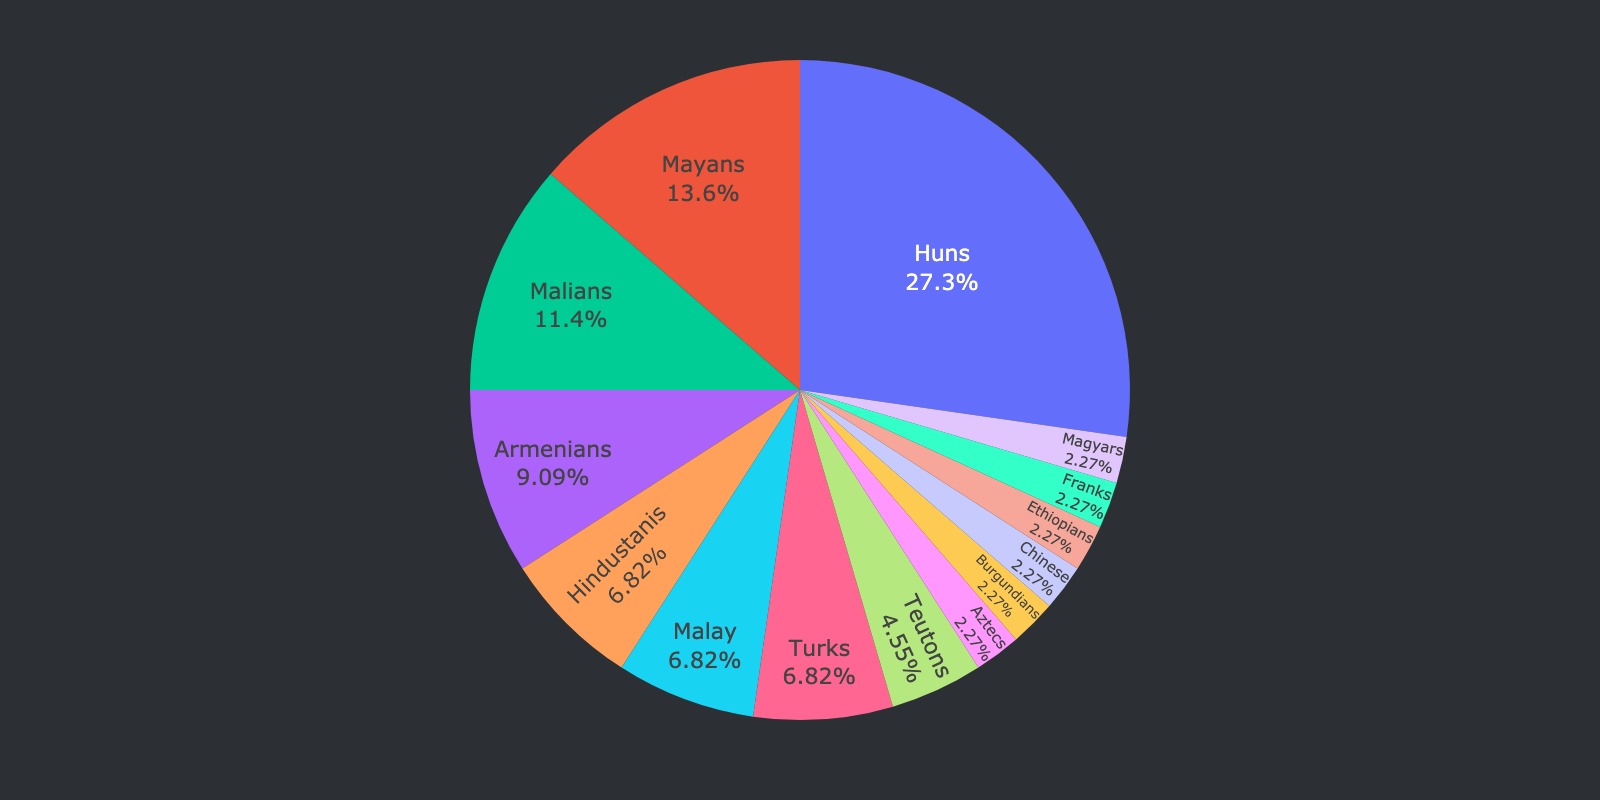 Mayans
13.6%
Huns
27.3%
Malians
11.4%
Armenians
9.09%
Magyars
2.27%
Franks
2.27%
Ethiopians
2.27%
Chinese
2.27%
Burgundians
2.27%
Aztecs
2.27%
Hindustanis
6.82%
Malay
6.82%
Turks
6.82%
Teutons
4.55%